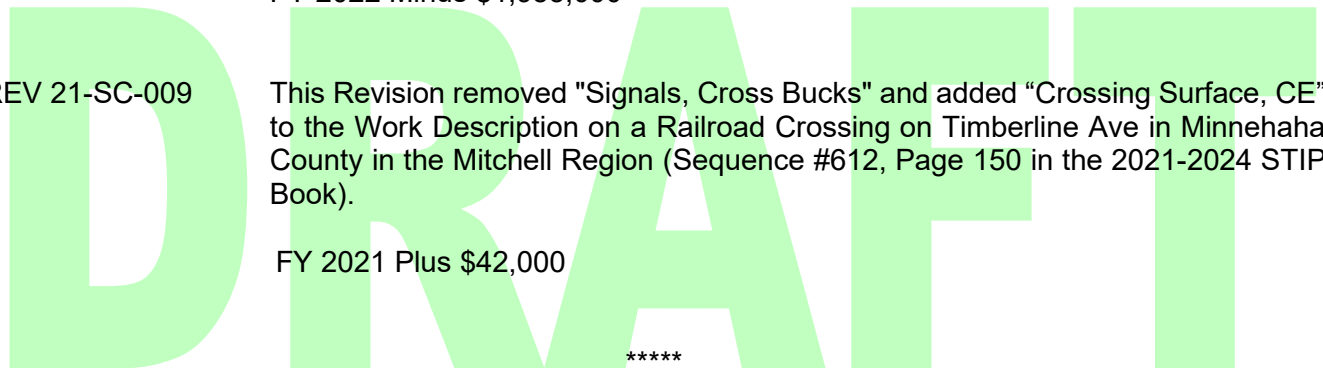 DRAFT
REV 21-SC-009 This Revision removed "Signals, Cross Bucks" and added “Crossing Surface, CE”
to the Work Description on a Railroad Crossing on Timberline Ave in Minnehaha
County in the Mitchell Region (Sequence #612, Page 150 in the 2021-2024 STIP
Book).
FY 2021 Plus $42,000
*****